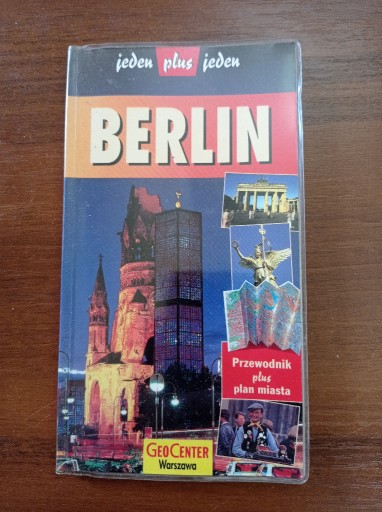 jeden plus jeden
BERLIN
Przewodnik
plus
plan miasta
GEOCENTER
Warszawa